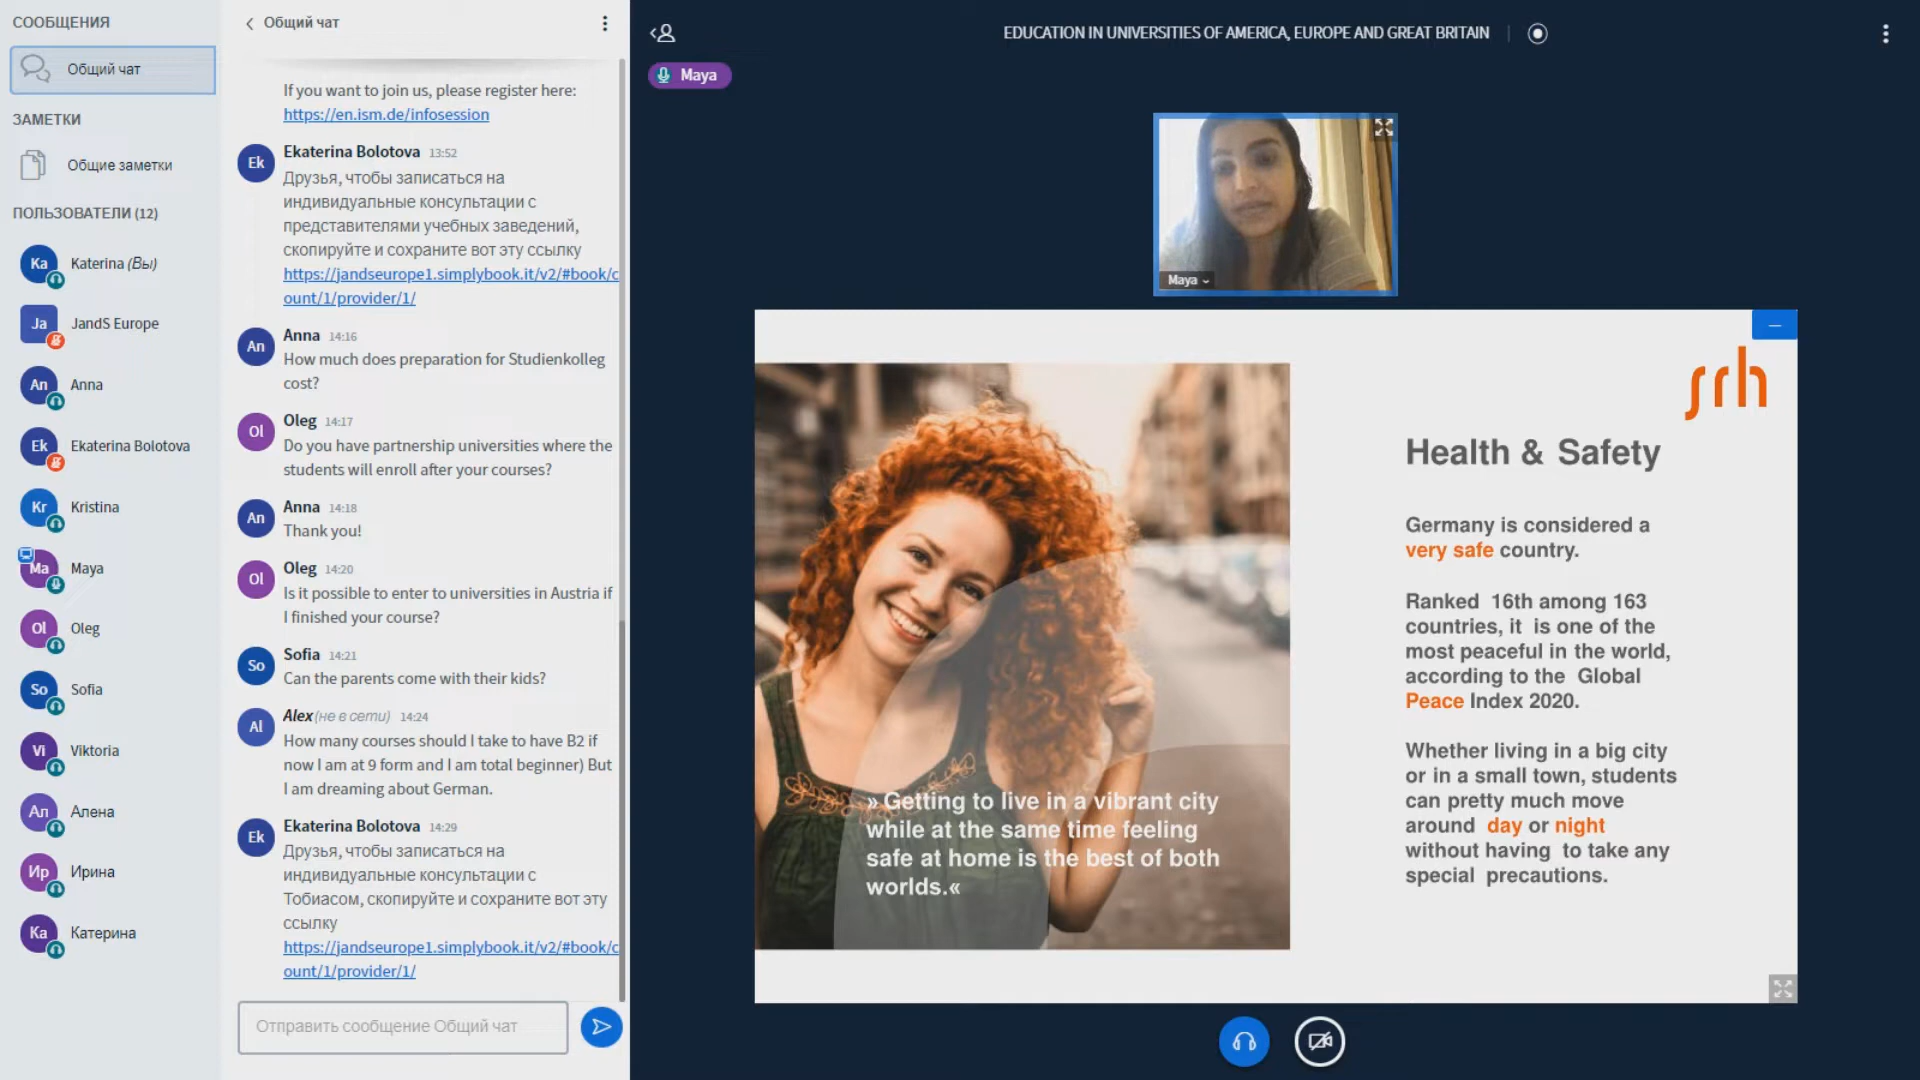 СООБЩЕНИЯ
Общий чат
ЗАМЕТКИ
Общие заметки
ПОЛЬЗОВАТЕЛИ (12)
Ka
Katerina (Вы)
Ja
JandS Europe
An
Anna
Ek
Ekaterina Bolotova
Kr
Kristina
Ma
Maya
Ol
Oleg
So
Sofia
Vi
Viktoria
Ал
Алена
Ир
Ирина
Ка
Катерина
Общий чат
If you want to join us, please register here:
https://en.ism.de/infosession
Ek
Ekaterina Bolotova 13:52
Друзья, чтобы записаться на
индивидуальные консультации с
представителями учебных заведений,
скопируйте и сохраните вот эту ссылку
https://jandseurope1.simplybook.it/v2/#book/c
ount/1/provider/1/
An
Anna 14:16
How much does preparation for Studienkolleg
cost?
Ol
Oleg 14:17
Do you have partnership universities where the
students will enroll after your courses?
An
Anna 14:18
Thank you!
Ol
Oleg 14:20
Is it possible to enter to universities in Austria if
I finished your course?
So
Sofia 14:21
Can the parents come with their kids?
Al
Alex (не в сети) 14:24
How many courses should I take to have B2 if
now I am at 9 form and I am total beginner) But
I am dreaming about German.
Ek
Ekaterina Bolotova 14:29
Друзья, чтобы записаться на
индивидуальные консультации с
Тобиасом, скопируйте и сохраните вот эту
ссылку
https://jandseurope1.simplybook.it/v2/#book/c
ount/1/provider/1/
Отправить сообщение Общий чат
EDUCATION IN UNIVERSITIES OF AMERICA, EUROPE AND GREAT BRITAIN
Maya
Maya
srh
» Getting to live in a vibrant city
while at the same time feeling
safe at home is the best of both
worlds.«
Health & Safety
Germany is considered a
very safe country.
Ranked 16th among 163
countries, it is one of the
most peaceful in the world,
according to the Global
Peace Index 2020.
Whether living in a big city
or in a small town, students
can pretty much move
around day or night
without having to take any
special precautions.